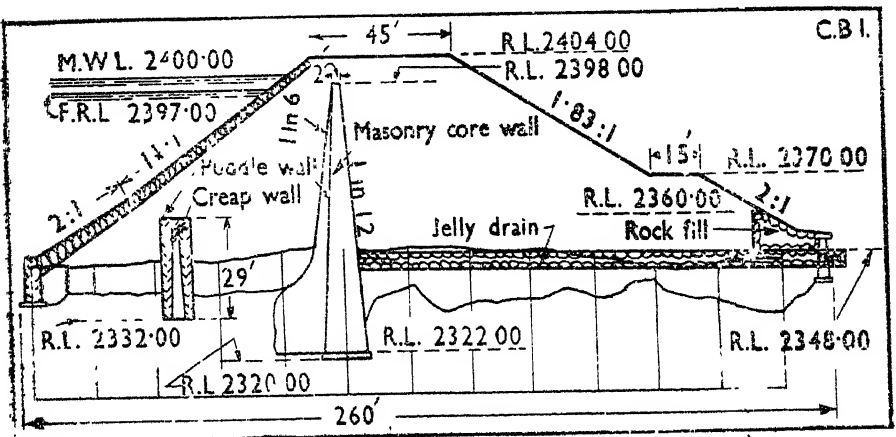 C.B I.
45'
R.L.2404 00
M.W L. 2400·00
2'
R.L. 2398 00
F.R.L 2397·00
1 In 6
Masonry core wall
1·83:1
15'
R.L. 2370 00
Puddle wall
Creap wall
1 in 12
2:1
R.L. 2360·00
2:1
Jelly drain
Rock fill
29'
R.L. 2332·00
R.L. 2322·00
R.L. 2348·00
R.L 2320 00
260'